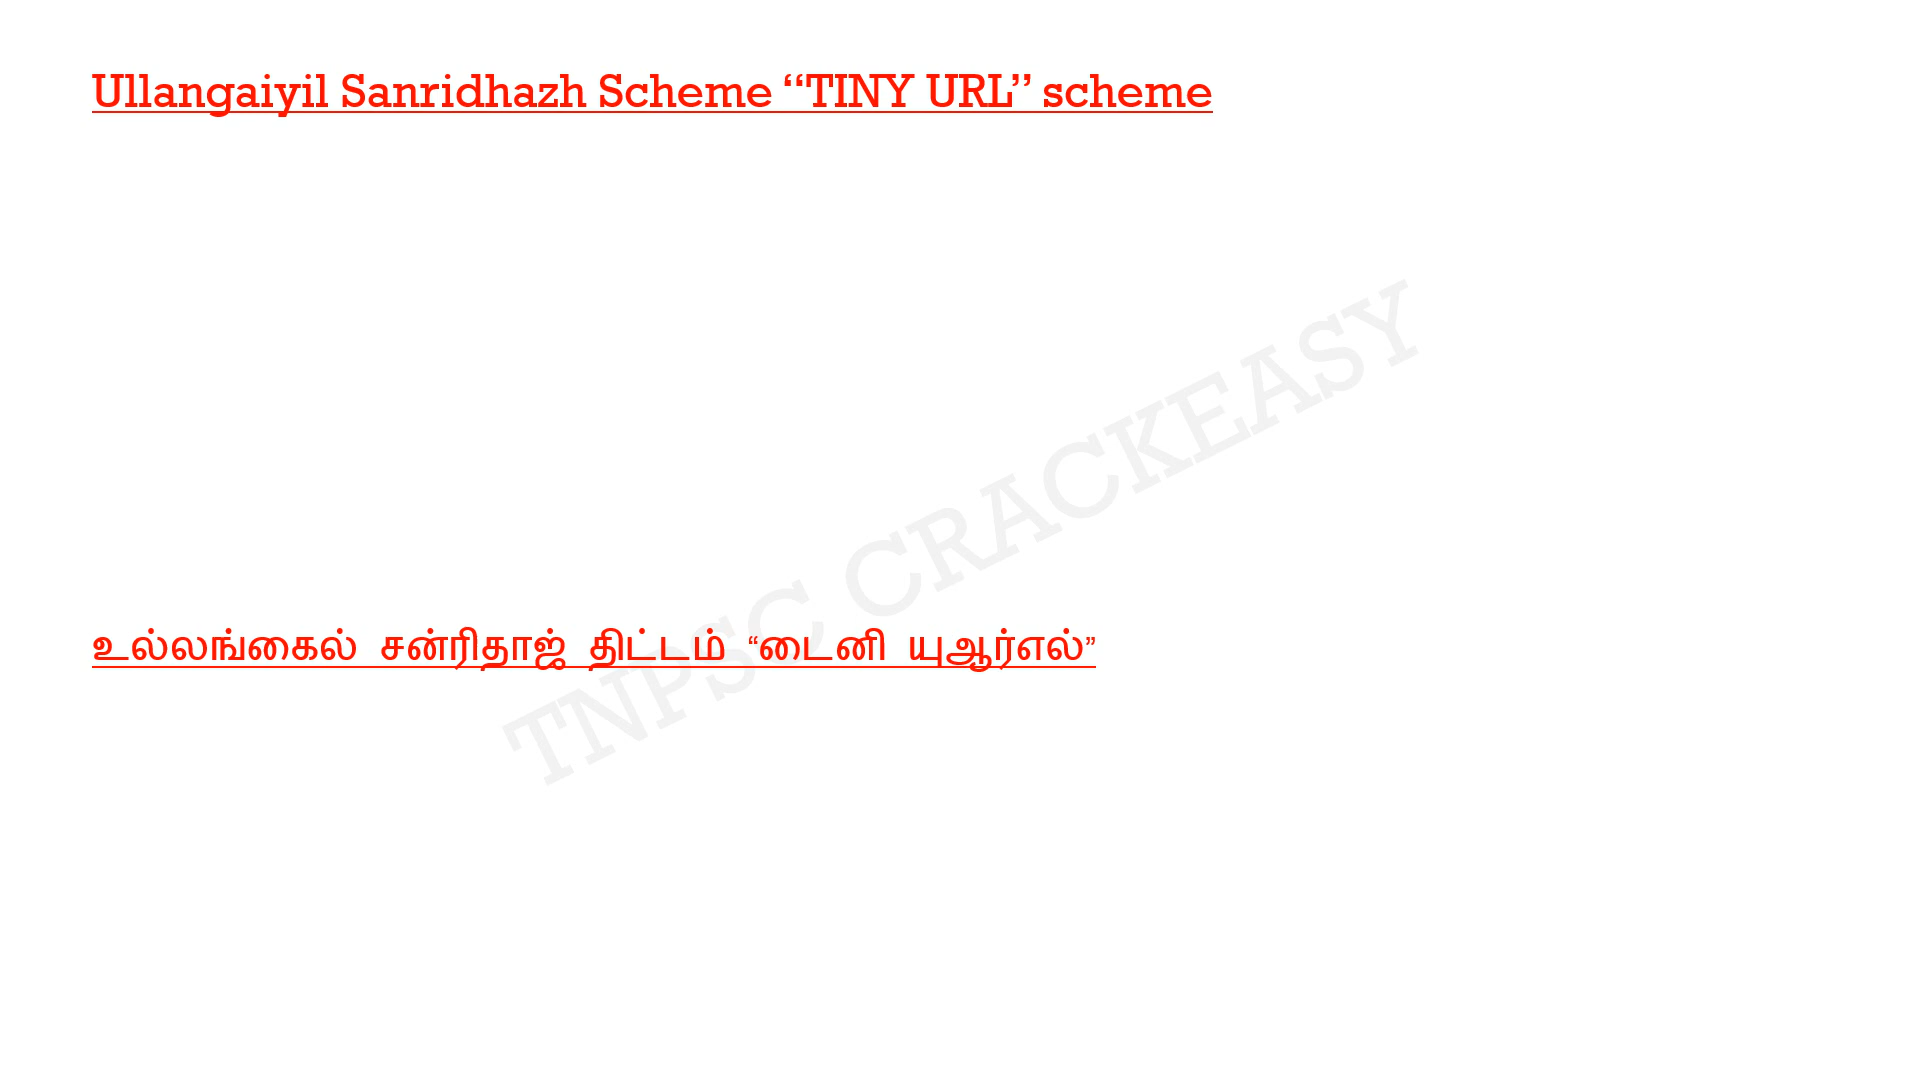 Ullangaiyil Sanridhazh Scheme “TINY URL” scheme
TNPSC CRACKEASY
உல்லங்கைல் சன்ரிதாஜ் திட்டம் “டைனி யுஆர்எல்”